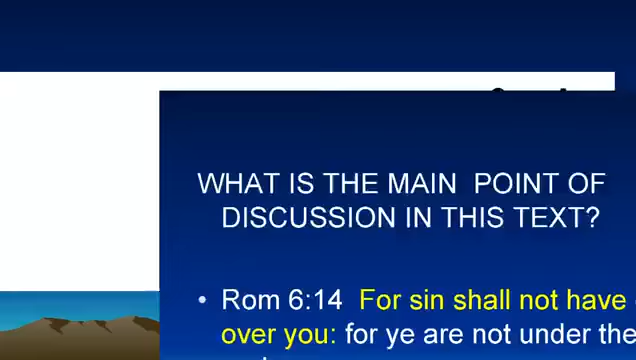 WHAT IS THE MAIN POINT OF
DISCUSSION IN THIS TEXT?
• Rom 6:14 For sin shall not have
over you: for ye are not under the